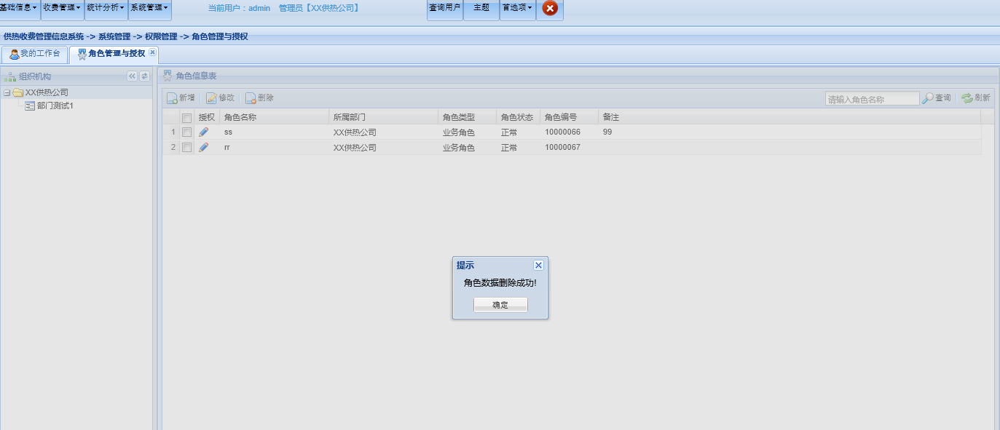 基础信息 收费管理 统计分析 系统管理 当前用户：admin 管理员【XX供热公司】 查询用户 主题 首选项
供热收费管理信息系统 -> 系统管理 -> 权限管理 -> 角色管理与授权
我的工作台 角色管理与授权
组织机构
XX供热公司
部门测试1
角色信息表
新增 修改 删除 请输入角色名称 查询 刷新
授权 角色名称 所属部门 角色类型 角色状态 角色编号 备注
1 ss XX供热公司 业务角色 正常 10000066 99
2 rr XX供热公司 业务角色 正常 10000067
提示
角色数据删除成功!
确定